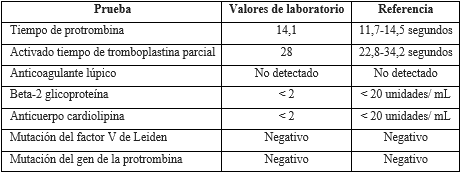 Prueba Valores de laboratorio Referencia
Tiempo de protrombina 14,1 11,7-14,5 segundos
Activado tiempo de tromboplastina parcial 28 22,8-34,2 segundos
Anticoagulante lúpico No detectado No detectado
Beta-2 glicoproteína < 2 < 20 unidades/ mL
Anticuerpo cardiolipina < 2 < 20 unidades/ mL
Mutación del factor V de Leiden Negativo Negativo
Mutación del gen de la protrombina Negativo Negativo